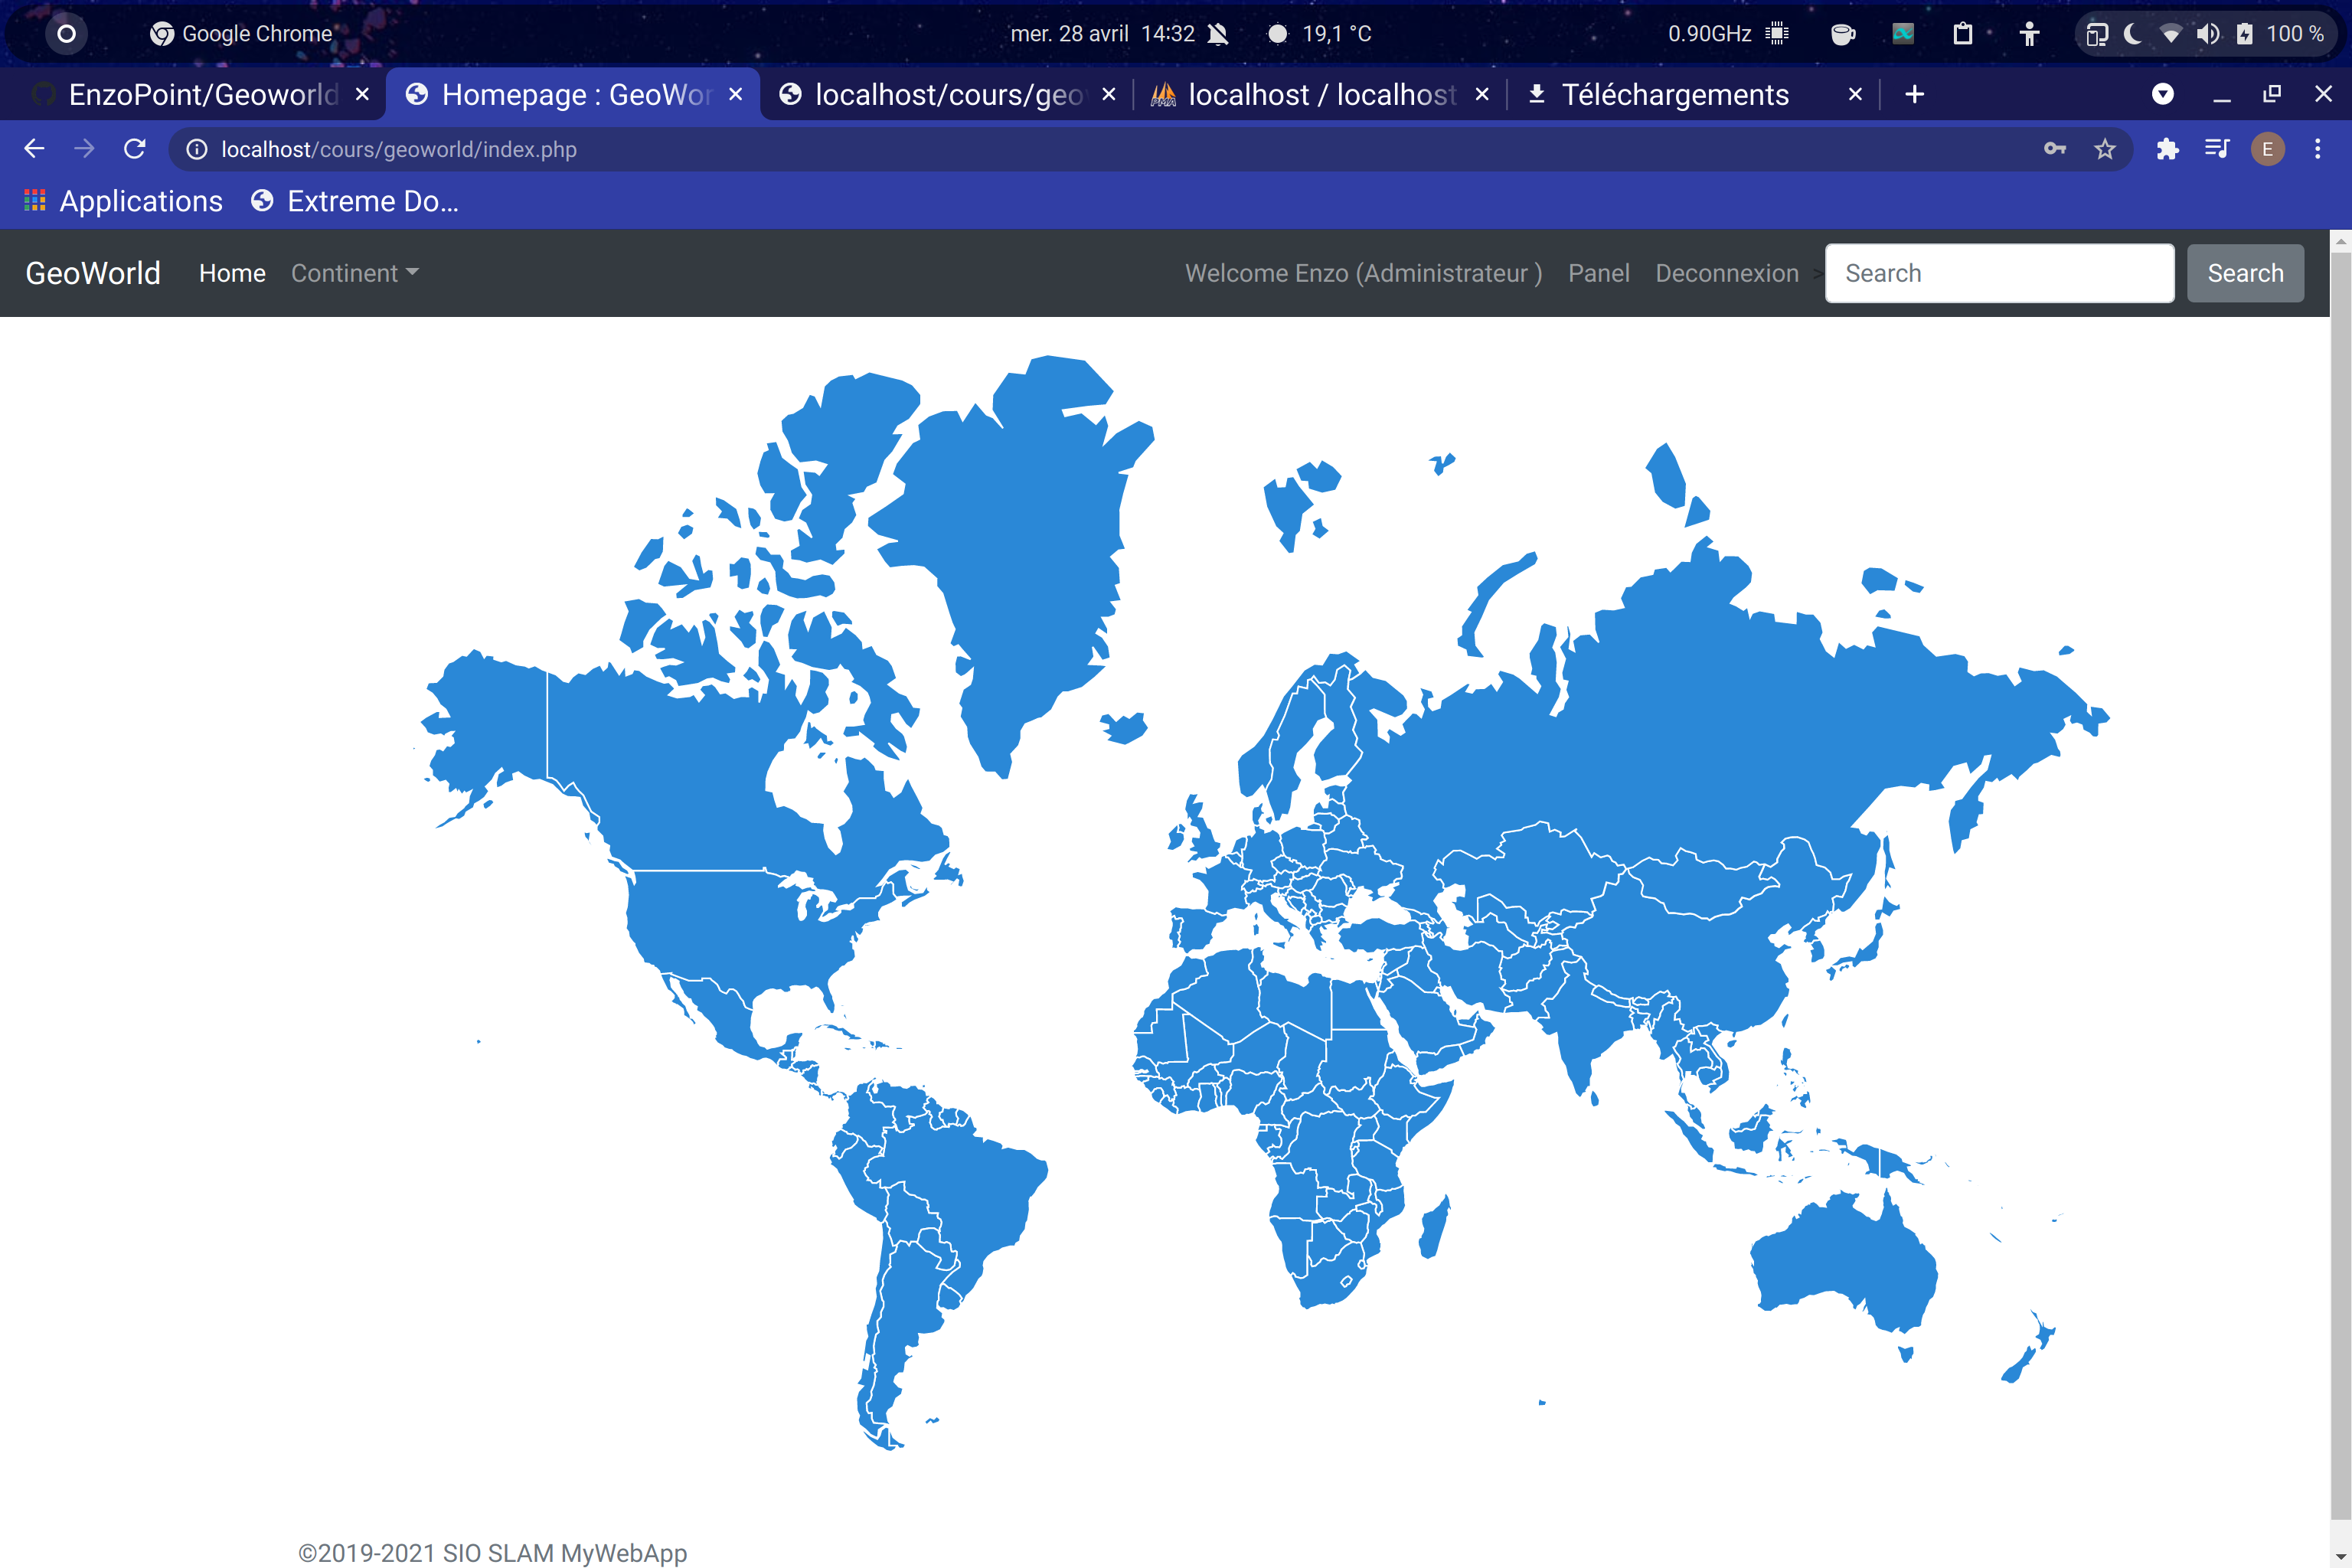 Google Chrome
mer. 28 avril 14:32
19,1 °C
0.90GHz
100 %
EnzoPoint/Geoworld
Homepage : GeoWor
localhost/cours/geo
localhost / localhost
Téléchargements
localhost/cours/geoworld/index.php
E
Applications
Extreme Do...
GeoWorld
Home
Continent
Welcome Enzo (Administrateur )
Panel
Deconnexion
>
Search
Search
©2019-2021 SIO SLAM MyWebApp